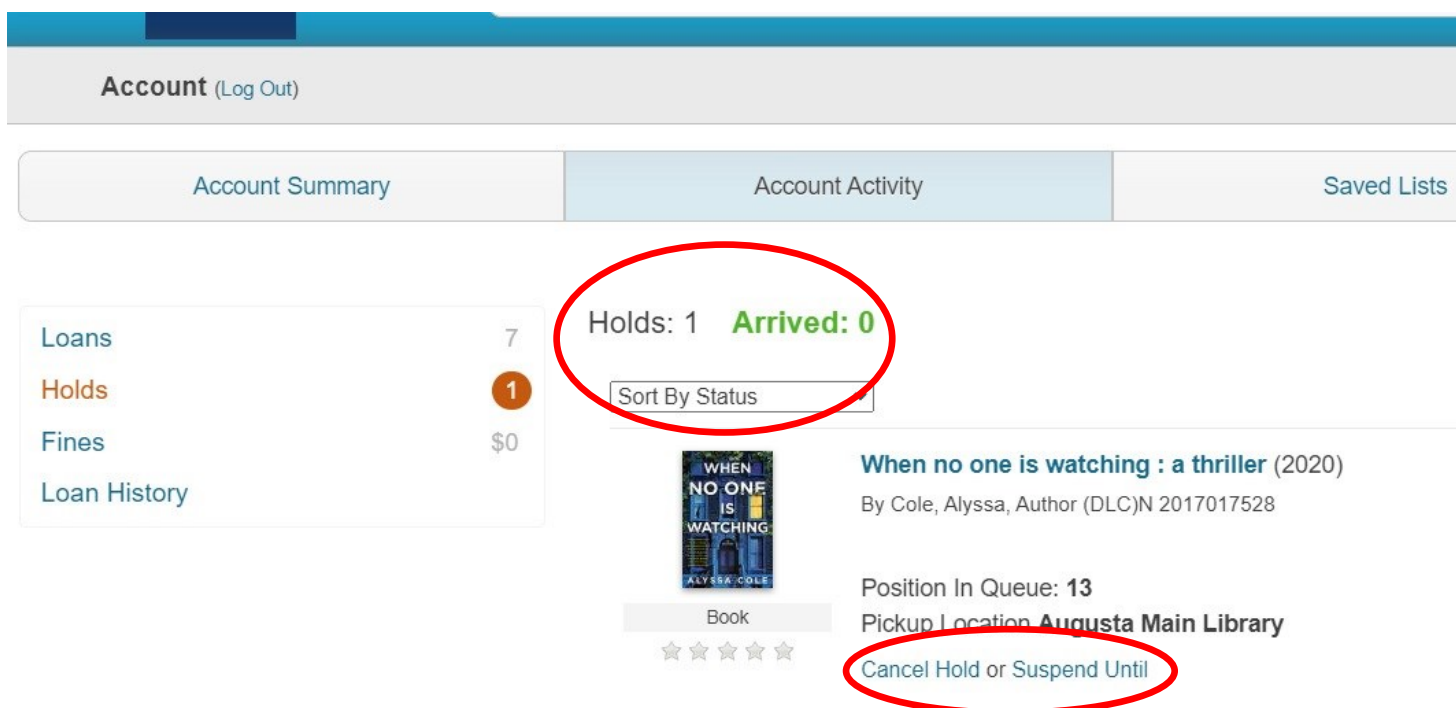 Account (Log Out)
Account Summary
Account Activity
Saved Lists
Loans 7
Holds 1
Fines $0
Loan History
Holds: 1 Arrived: 0
Sort By Status
WHEN
NO ONE
IS
WATCHING
ALYSSA COLE
Book
When no one is watching : a thriller (2020)
By Cole, Alyssa, Author (DLC)N 2017017528
Position In Queue: 13
Pickup Location Augusta Main Library
Cancel Hold or Suspend Until